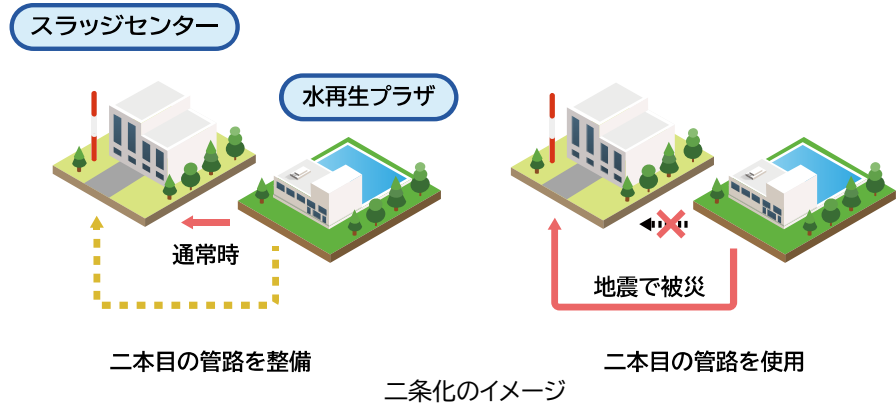 スラッジセンター
水再生プラザ
通常時
地震で被災
二本目の管路を整備
二本目の管路を使用
二条化のイメージ